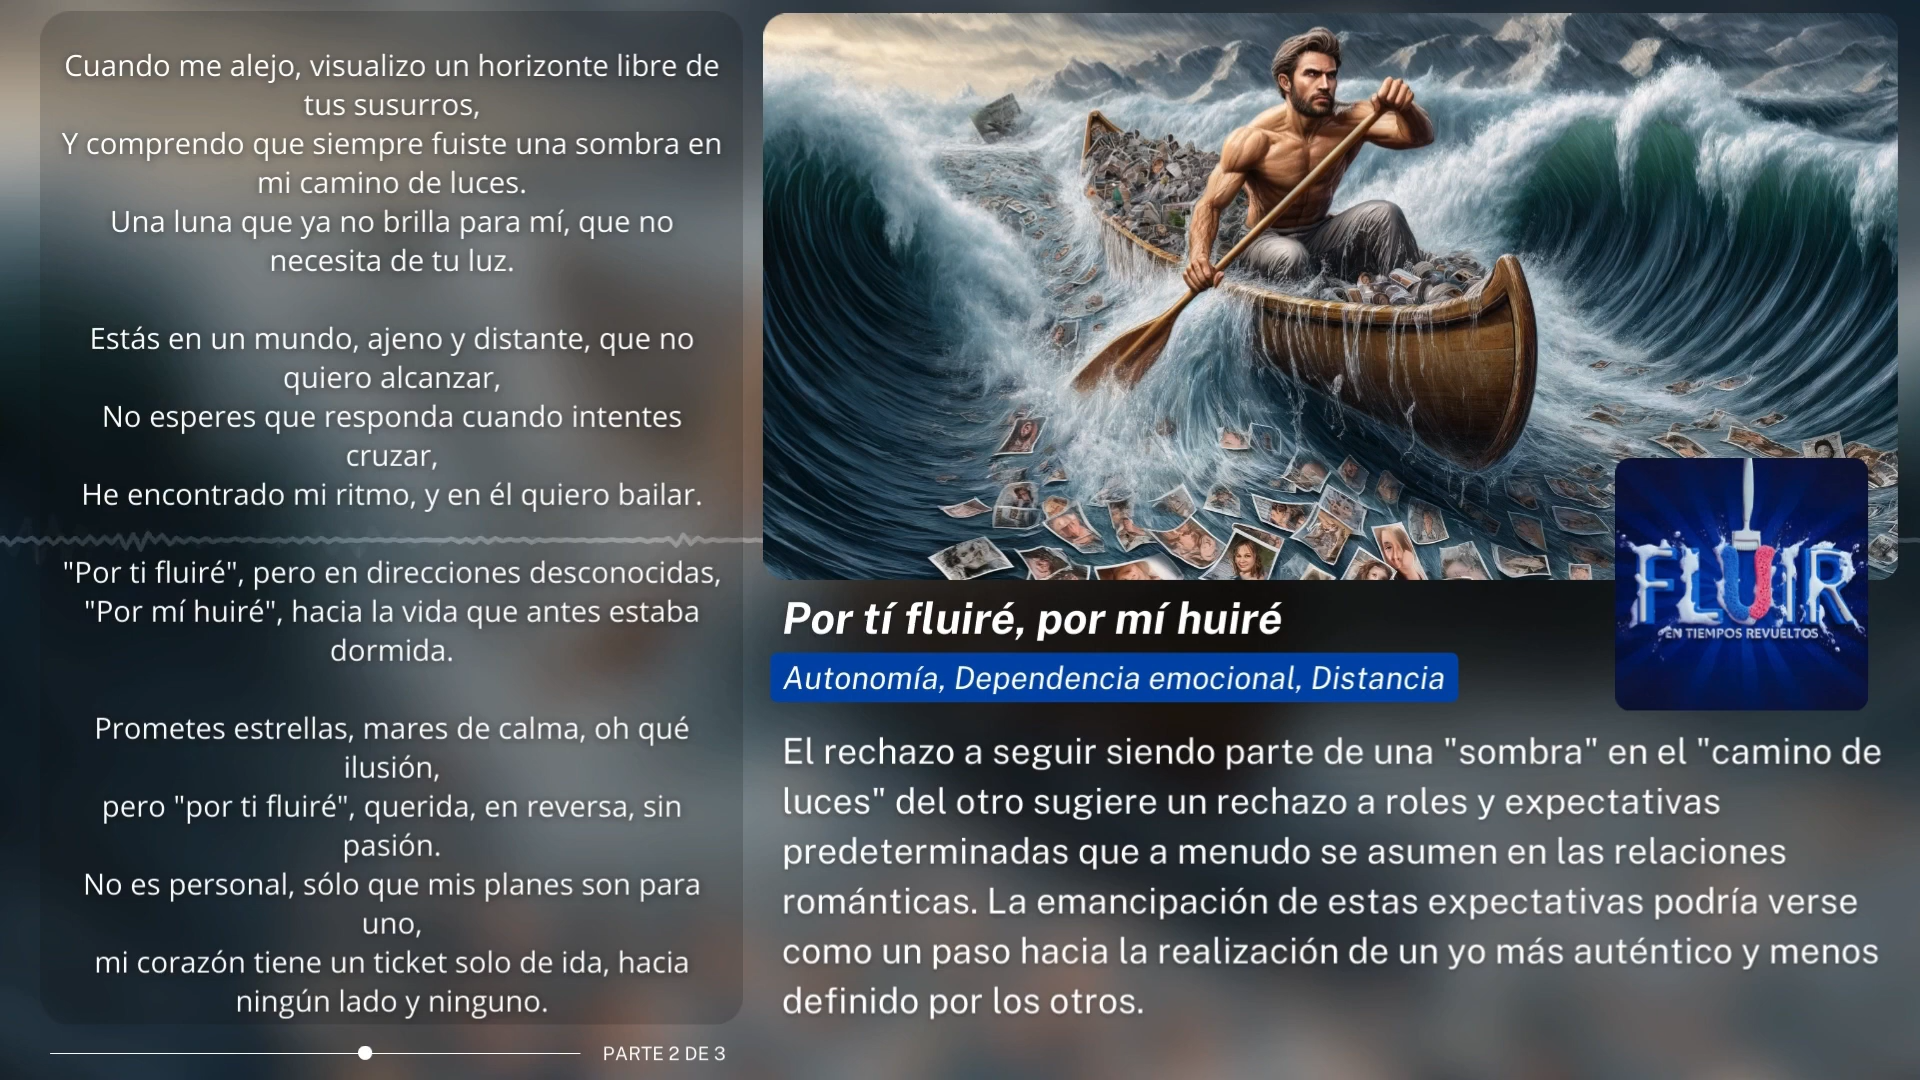 Cuando me alejo, visualizo un horizonte libre de
tus susurros,
Y comprendo que siempre fuiste una sombra en
mi camino de luces.
Una luna que ya no brilla para mí, que no
necesita de tu luz.
Estás en un mundo, ajeno y distante, que no
quiero alcanzar,
No esperes que responda cuando intentes
cruzar,
He encontrado mi ritmo, y en él quiero bailar.
"Por ti fluiré", pero en direcciones desconocidas,
"Por mí huiré", hacia la vida que antes estaba
dormida.
Prometes estrellas, mares de calma, oh qué
ilusión,
pero "por ti fluiré", querida, en reversa, sin
pasión.
No es personal, sólo que mis planes son para
uno,
mi corazón tiene un ticket solo de ida, hacia
ningún lado y ninguno.
PARTE 2 DE 3
FLUIR
EN TIEMPOS REVUELTOS
Por tí fluiré, por mí huiré
Autonomía, Dependencia emocional, Distancia
El rechazo a seguir siendo parte de una "sombra" en el "camino de
luces" del otro sugiere un rechazo a roles y expectativas
predeterminadas que a menudo se asumen en las relaciones
románticas. La emancipación de estas expectativas podría verse
como un paso hacia la realización de un yo más auténtico y menos
definido por los otros.